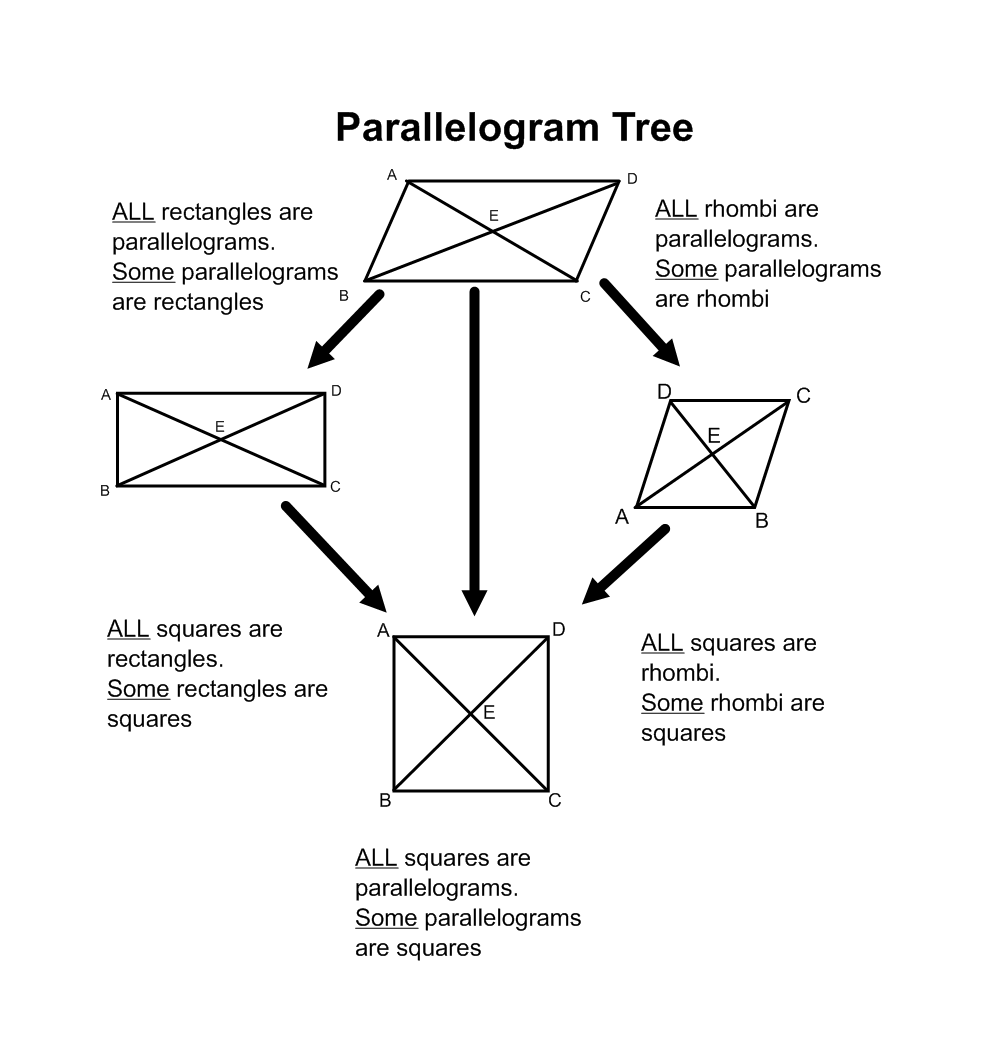 Parallelogram Tree
A
D
E
B
C
ALL rectangles are
parallelograms.
Some parallelograms
are rectangles
ALL rhombi are
parallelograms.
Some parallelograms
are rhombi
A
D
E
B
C
D
C
E
A
B
ALL squares are
rectangles.
Some rectangles are
squares
A
D
E
B
C
ALL squares are
rhombi.
Some rhombi are
squares
ALL squares are
parallelograms.
Some parallelograms
are squares